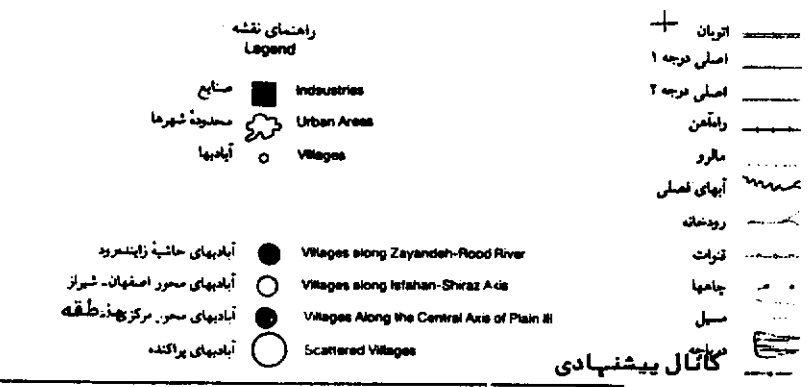 راهنمای نقشه
Legend
صنایع Indsustries
محدودهٔ شهرها Urban Areas
آبادیها Villages
آبادیهای حاشیهٔ زاینده‌رود Villages along Zayandeh-Rood River
آبادیهای محور اصفهان-شیراز Villages along Isfahan-Shiraz Axis
آبادیهای محور مرکزی Villages Along the Central Axis of Plain III
آبادیهای پراکنده Scattered Villages
اتوبان
اصلی درجه ۱
اصلی درجه ۲
راه‌آهن
مالرو
آبهای فصلی
رودخانه
قنوات
چاهها
مسیل
دریاچه
کانال پیشنهادی